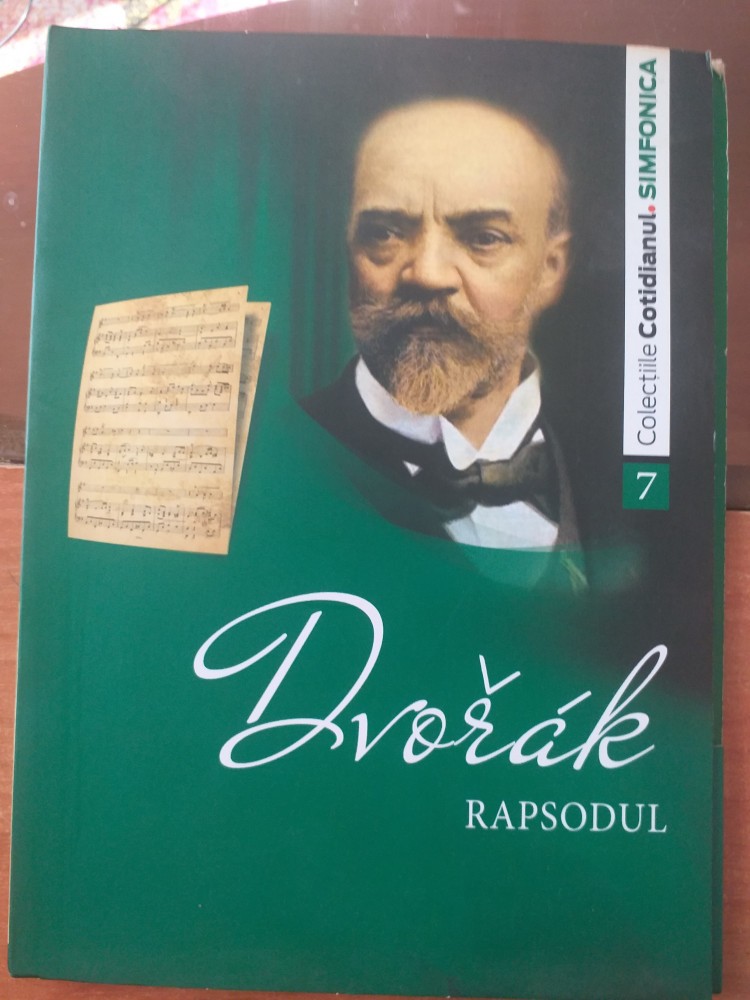 Colecțiile Cotidianul. SIMFONICA
7
Dvořák
RAPSODUL